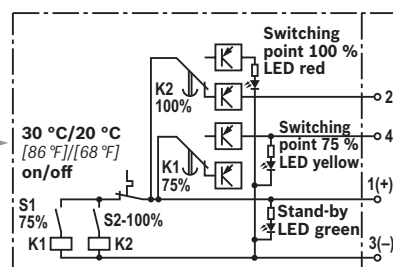 Switching
point 100 %
LED red
K2
100%
2
30 °C/20 °C
[86 °F]/[68 °F]
on/off
K1
75%
Switching
point 75 %
LED yellow
4
S1
75%
K1
S2-100%
K2
1(+)
Stand-by
LED green
3(–)